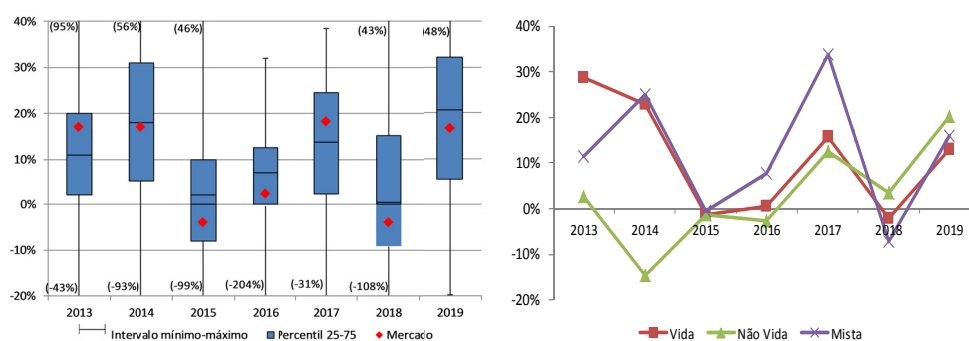 40%
30%
20%
10%
0%
-10%
-20%
(95%) (56%) (46%) (43%) (48%)
(-43%) (-93%) (-99%) (-204%) (-31%) (-108%)
2013 2014 2015 2016 2017 2018 2019
Intervalo mínimo-máximo Percentil 25-75 Mercado
40%
30%
20%
10%
0%
-10%
-20%
2013 2014 2015 2016 2017 2018 2019
Vida Não Vida Mista